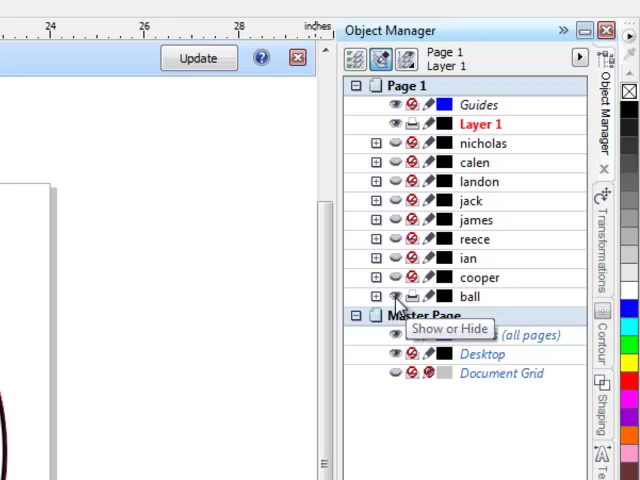 24
26
28
inches
Update
Object Manager
Page 1
Layer 1
Page 1
Guides
Layer 1
nicholas
calen
landon
jack
james
reece
ian
cooper
ball
Master Page
Show or Hide
(all pages)
Desktop
Document Grid
Object Manager
Transformations
Contour
Shaping